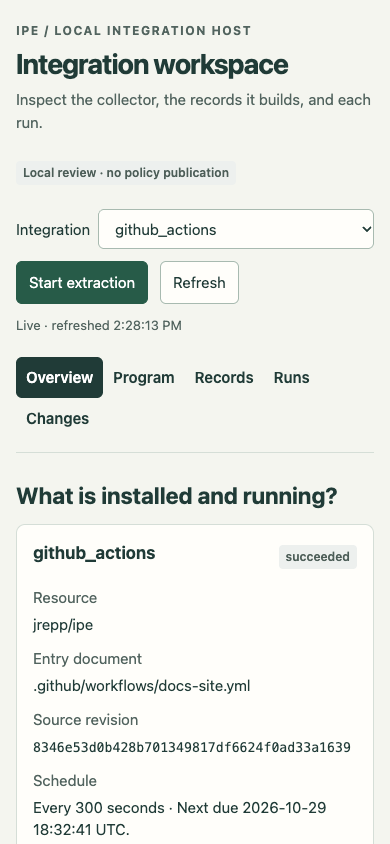 IPE / LOCAL INTEGRATION HOST
Integration workspace
Inspect the collector, the records it builds, and each
run.
Local review · no policy publication
Integration github_actions
Start extraction Refresh
Live · refreshed 2:28:13 PM
Overview Program Records Runs
Changes
What is installed and running?
github_actions succeeded
Resource
jrepp/ipe
Entry document
.github/workflows/docs-site.yml
Source revision
8346e53d0b428b701349817df6624f0ad33a1639
Schedule
Every 300 seconds · Next due 2026-10-29
18:32:41 UTC.